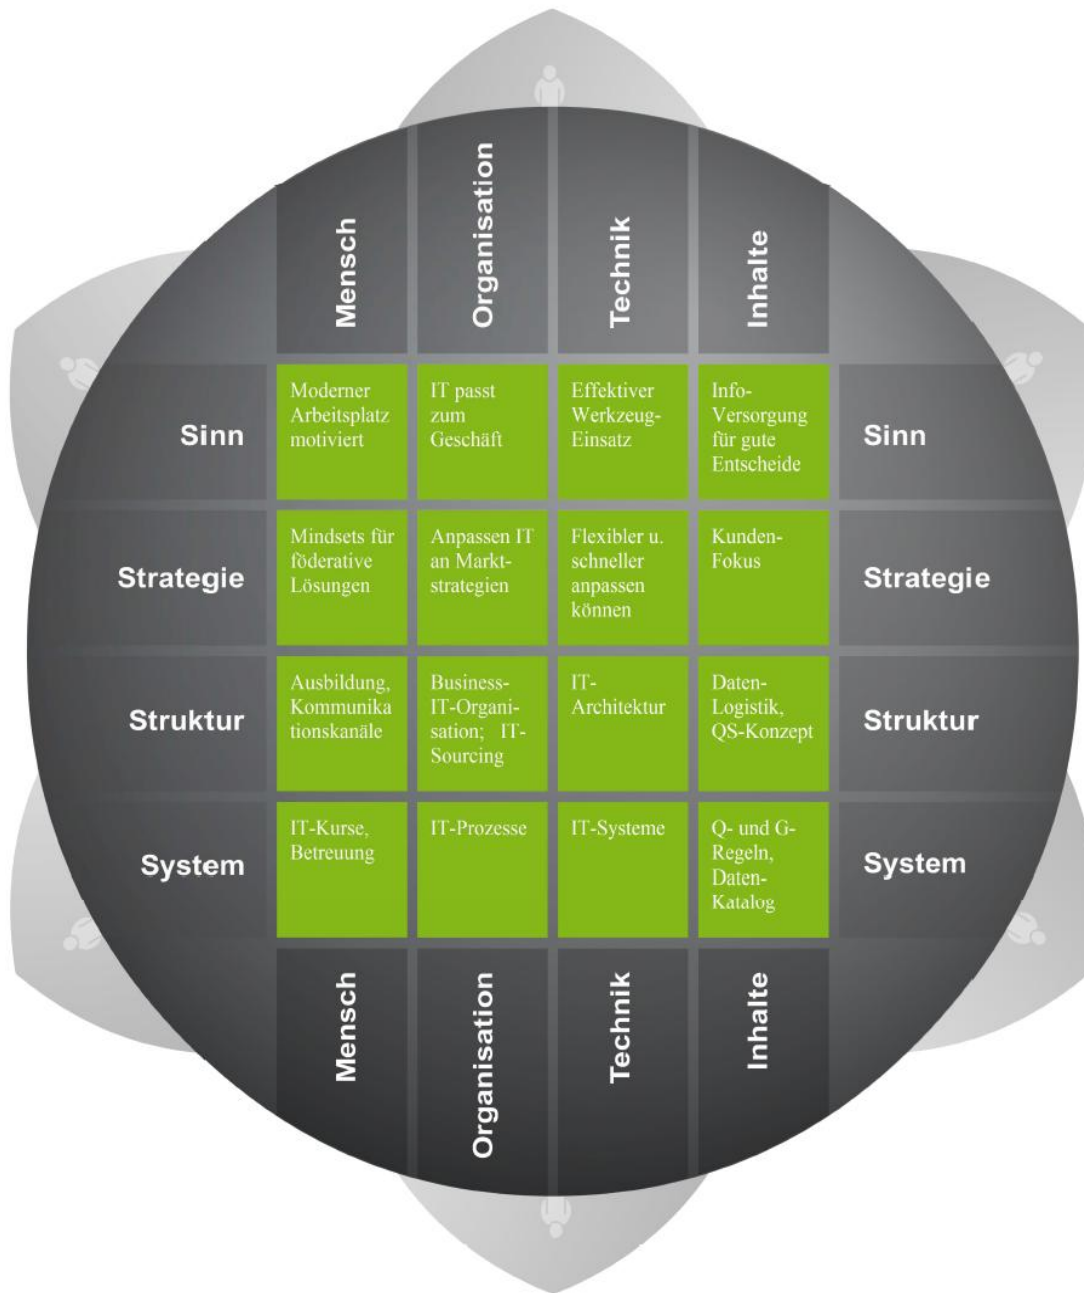 Mensch
Organisation
Technik
Inhalte
Sinn
Moderner
Arbeitsplatz
motiviert
IT passt
zum
Geschäft
Effektiver
Werkzeug-
Einsatz
Info-
Versorgung
für gute
Entscheide
Sinn
Strategie
Mindsets für
föderative
Lösungen
Anpassen IT
an Markt-
strategien
Flexibler u.
schneller
anpassen
können
Kunden-
Fokus
Strategie
Struktur
Ausbildung,
Kommunika
tionskanäle
Business-
IT-Organi-
sation; IT-
Sourcing
IT-
Architektur
Daten-
Logistik,
QS-Konzept
Struktur
System
IT-Kurse,
Betreuung
IT-Prozesse
IT-Systeme
Q- und G-
Regeln,
Daten-
Katalog
System
Mensch
Organisation
Technik
Inhalte